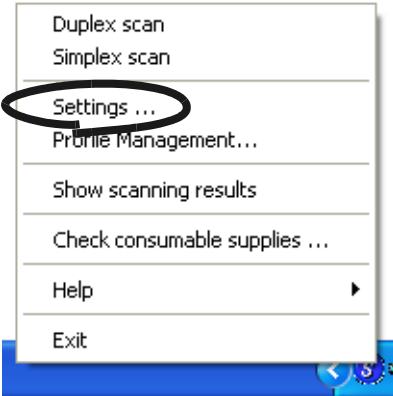 Duplex scan
Simplex scan
Settings ...
Profile Management...
Show scanning results
Check consumable supplies ...
Help
Exit
S